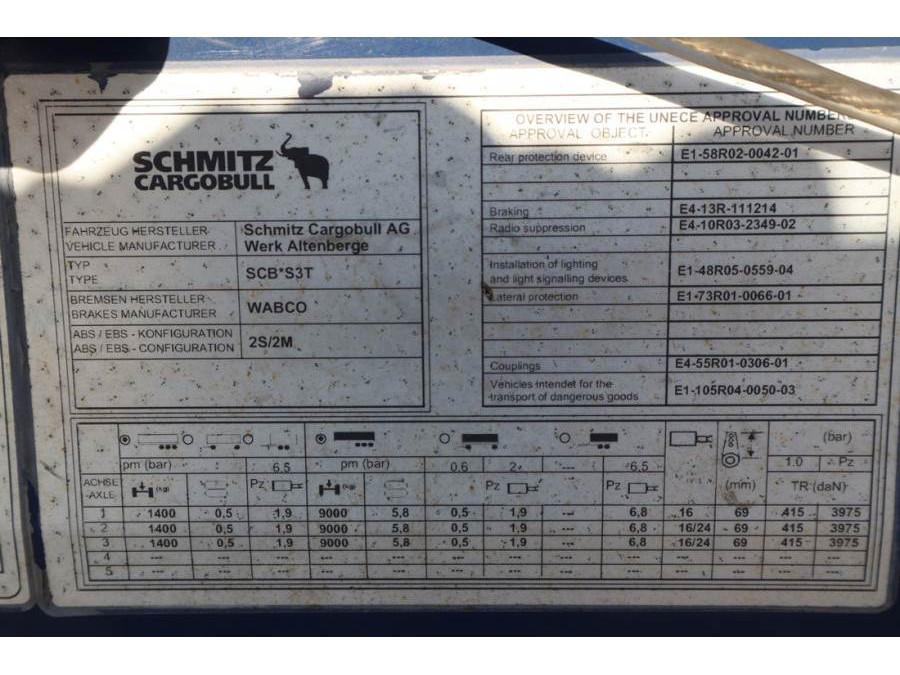 SCHMITZ
CARGOBULL
FAHRZEUG HERSTELLER
VEHICLE MANUFACTURER
Schmitz Cargobull AG
Werk Altenberge
TYP
TYPE
SCB*S3T
BREMSEN HERSTELLER
BRAKES MANUFACTURER
WABCO
ABS / EBS - KONFIGURATION
ABS / EBS - CONFIGURATION
2S/2M
OVERVIEW OF THE UNECE APPROVAL NUMBER
APPROVAL OBJECT APPROVAL NUMBER
Rear protection device E1-58R02-0042-01
Braking E4-13R-111214
Radio suppression E4-10R03-2349-02
Installation of lighting
and light signalling devices E1-48R05-0559-04
Lateral protection E1-73R01-0066-01
Couplings E4-55R01-0306-01
Vehicles intendet for the
transport of dangerous goods E1-105R04-0050-03
(bar)
pm (bar) 6.5 pm (bar) 0.6 2 --- 6.5 1.0 Pz
ACHSE
-AXLE (kg) Pz (kg) Pz Pz (mm) TR (daN)
1 1400 0,5 1,9 9000 5,8 0,5 1,9 --- 6,8 16 69 415 3975
2 1400 0,5 1,9 9000 5,8 0,5 1,9 --- 6,8 16/24 69 415 3975
3 1400 0,5 1,9 9000 5,8 0,5 1,9 --- 6,8 16/24 69 415 3975
4 --- --- --- --- --- --- --- --- --- --- --- --- ---
5 --- --- --- --- --- --- --- --- --- --- --- --- ---